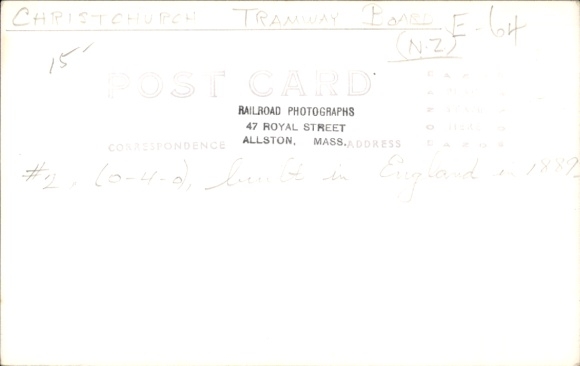 CHRISTCHURCH TRAMWAY BOARD E-64
(N.Z)
15"
POST CARD
RAILROAD PHOTOGRAPHS
47 ROYAL STREET
ALLSTON, MASS.
CORRESPONDENCE ADDRESS
#2, (0-4-0), built in England in 1889